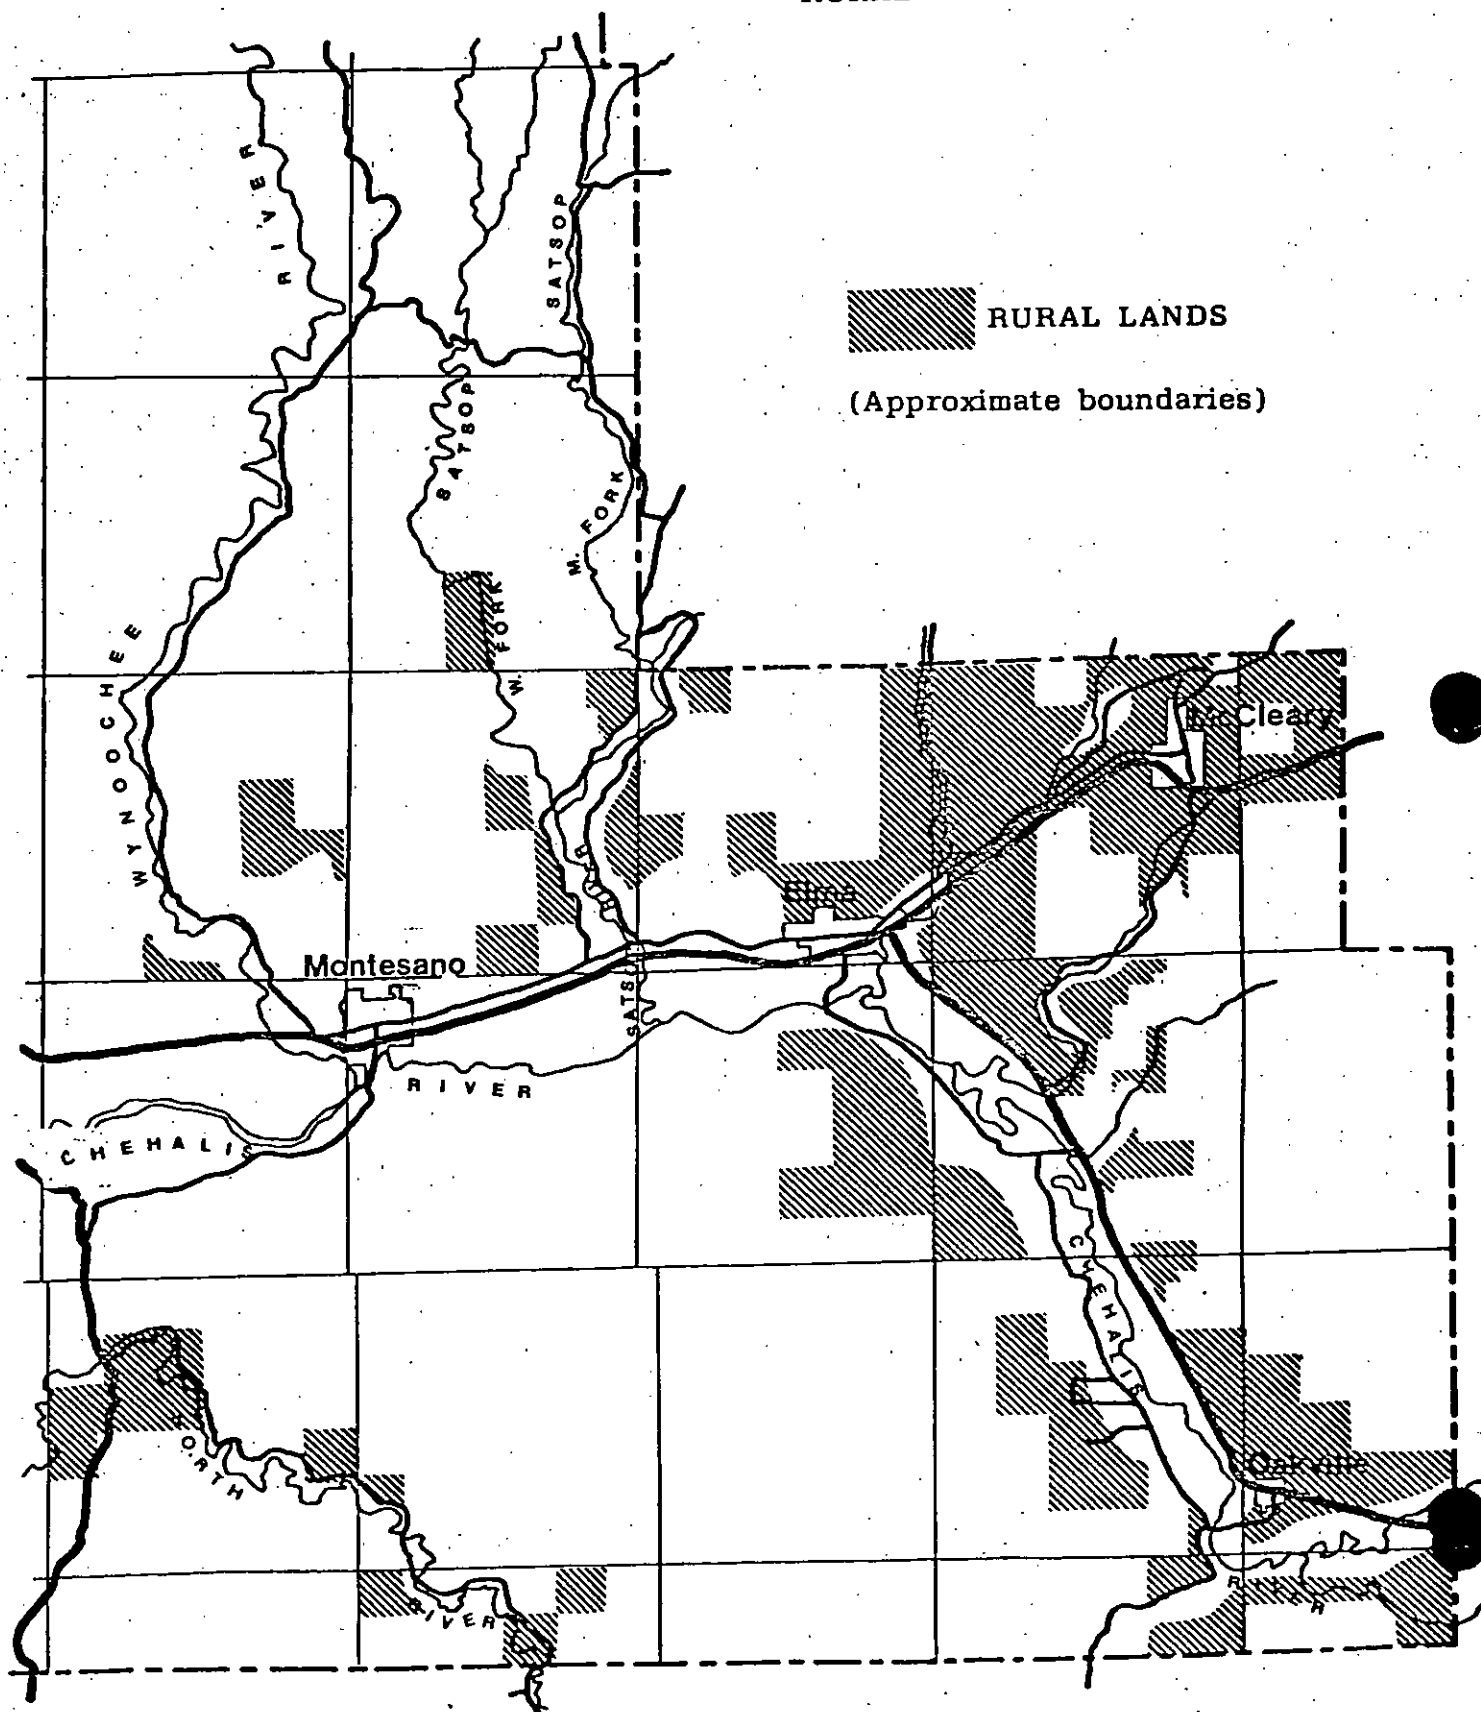 RIVER
SATSOP
RURAL LANDS
(Approximate boundaries)
SATSOP
M. FORK
W. FORK
WYNOOCHEE
McCleary
Elma
Montesano
SATS
RIVER
CHEHALIS
CHEHALIS
NORTH
Oakville
RIVER
RIVER